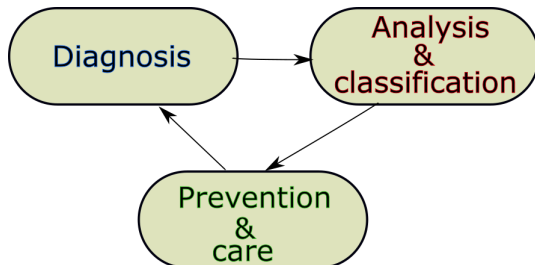 Diagnosis
Analysis
&
classification
Prevention
&
care